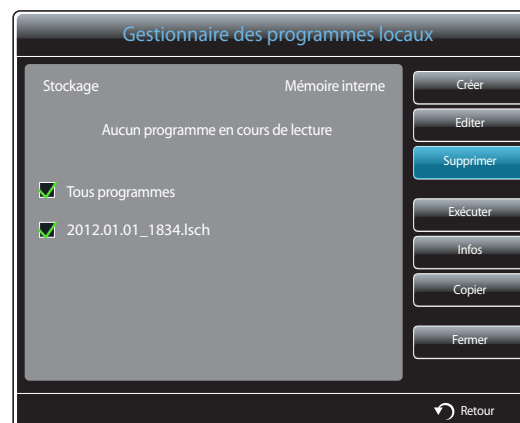 Gestionnaire des programmes locaux
Stockage Mémoire interne
Aucun programme en cours de lecture
Tous programmes
2012.01.01_1834.lsch
Créer
Editer
Supprimer
Exécuter
Infos
Copier
Fermer
Retour